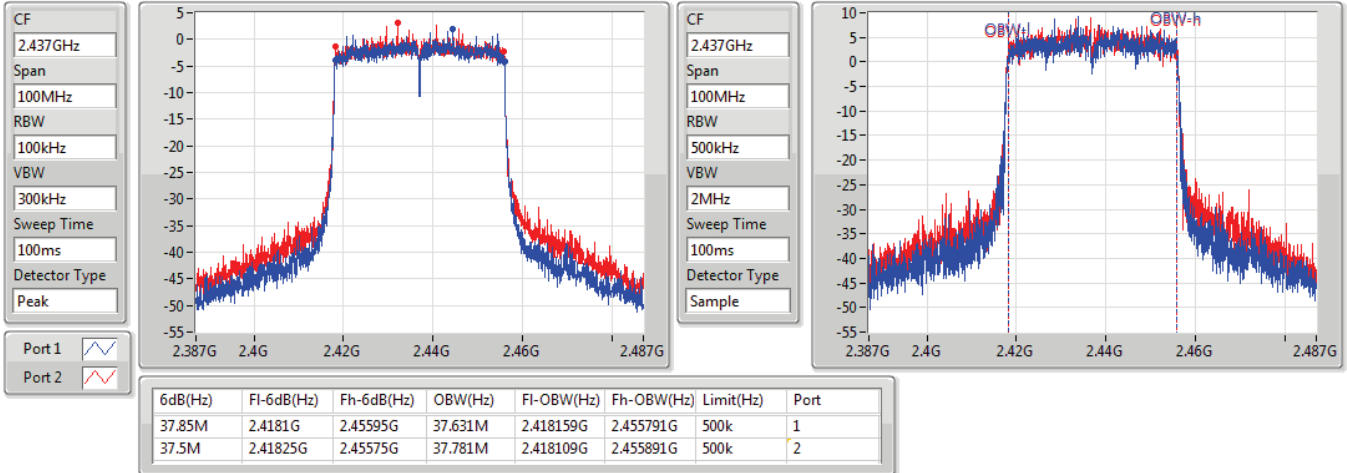 CF
2.437GHz
Span
100MHz
RBW
100kHz
VBW
300kHz
Sweep Time
100ms
Detector Type
Peak
Port 1
Port 2
5
0
-5
-10
-15
-20
-25
-30
-35
-40
-45
-50
-55
2.387G 2.4G 2.42G 2.44G 2.46G 2.487G
CF
2.437GHz
Span
100MHz
RBW
500kHz
VBW
2MHz
Sweep Time
100ms
Detector Type
Sample
OBW-h
10
5
0
-5
-10
-15
-20
-25
-30
-35
-40
-45
-50
-55
2.387G 2.4G 2.42G 2.44G 2.46G 2.487G
6dB(Hz) Fl-6dB(Hz) Fh-6dB(Hz) OBW(Hz) Fl-OBW(Hz) Fh-OBW(Hz) Limit(Hz) Port
37.85M 2.4181G 2.45595G 37.631M 2.418159G 2.455791G 500k 1
37.5M 2.41825G 2.45575G 37.781M 2.418109G 2.455891G 500k 2